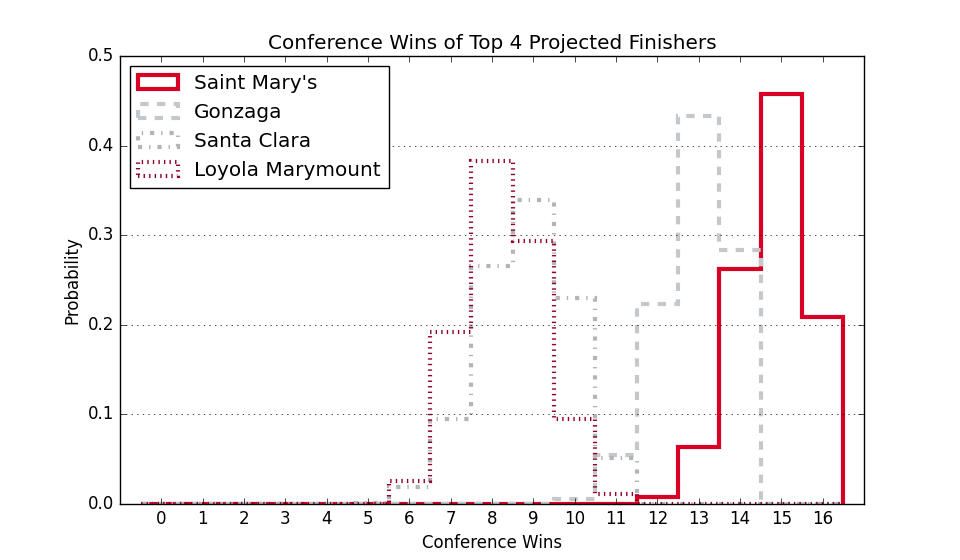 Conference Wins of Top 4 Projected Finishers
0.5
0.4
0.3
0.2
0.1
0.0
Probability
Saint Mary's
Gonzaga
Santa Clara
Loyola Marymount
0 1 2 3 4 5 6 7 8 9 10 11 12 13 14 15 16
Conference Wins